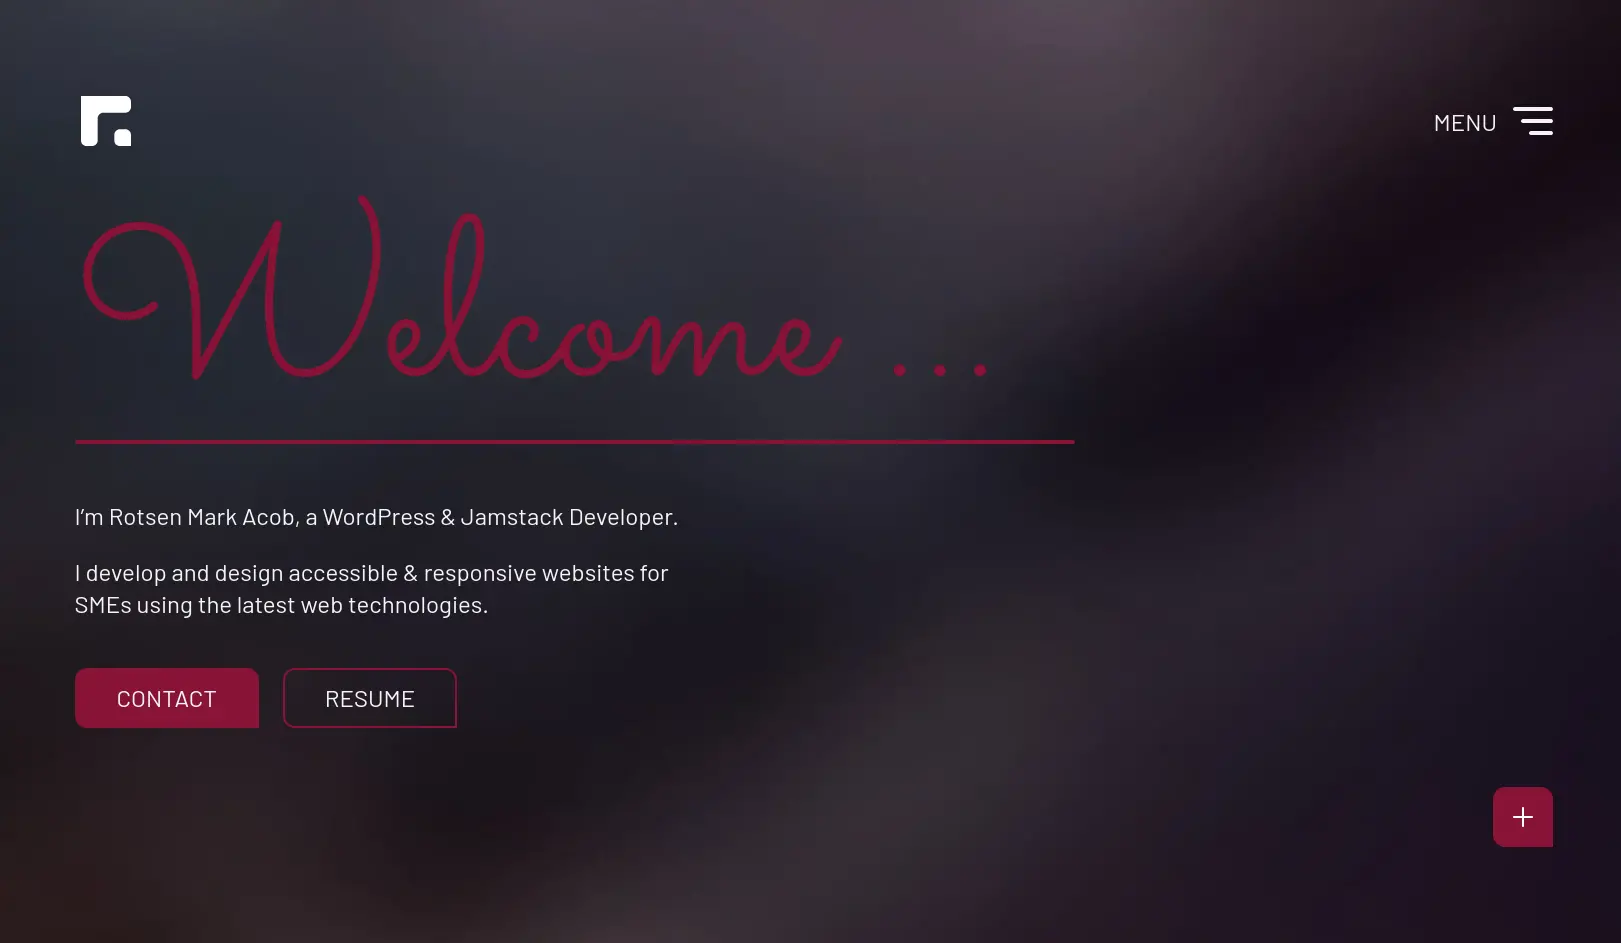 MENU
Welcome ...
I’m Rotsen Mark Acob, a WordPress & Jamstack Developer.
I develop and design accessible & responsive websites for
SMEs using the latest web technologies.
CONTACT
RESUME